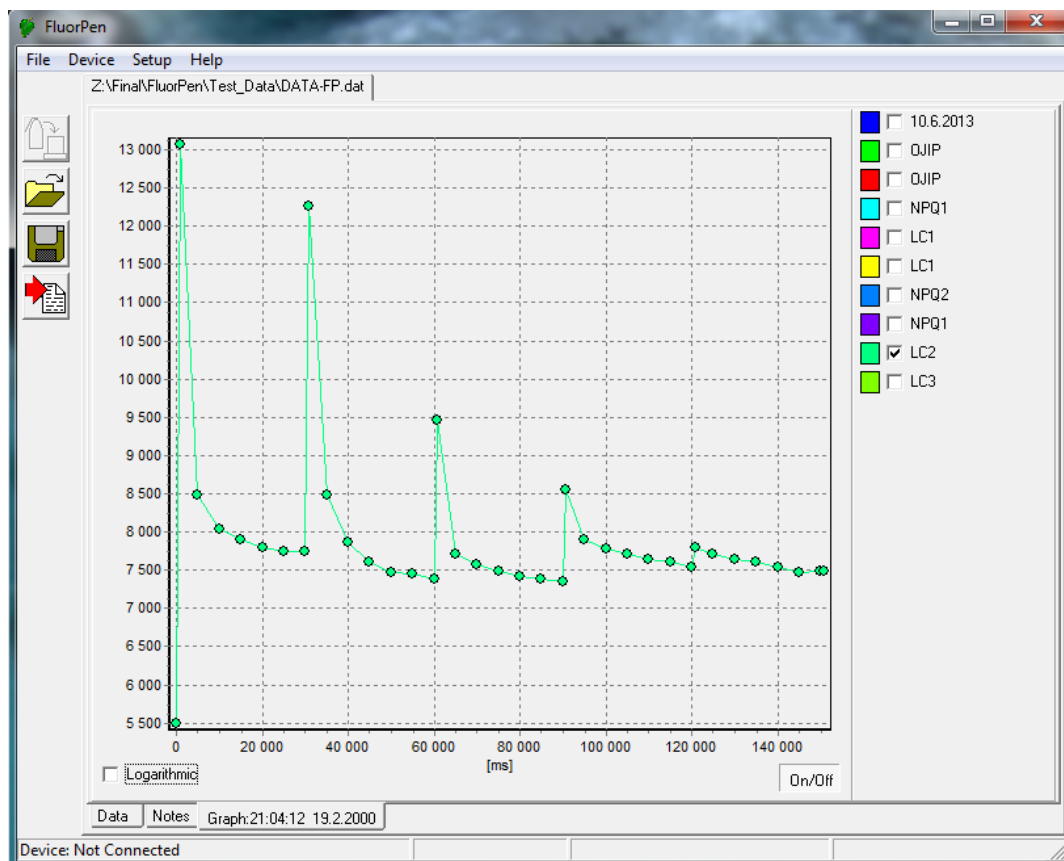 FluorPen
File Device Setup Help
Z:\Final\FluorPen\Test_Data\DATA-FP.dat
13 000
12 500
12 000
11 500
11 000
10 500
10 000
9 500
9 000
8 500
8 000
7 500
7 000
6 500
6 000
5 500
0 20 000 40 000 60 000 80 000 100 000 120 000 140 000
[ms]
Logarithmic
On/Off
10.6.2013
OJIP
OJIP
NPQ1
LC1
LC1
NPQ2
NPQ1
LC2
LC3
Data Notes Graph:21:04:12 19.2.2000
Device: Not Connected